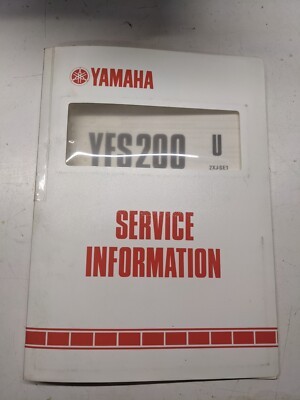 YAMAHA
YFS200 U
SERVICE
INFORMATION